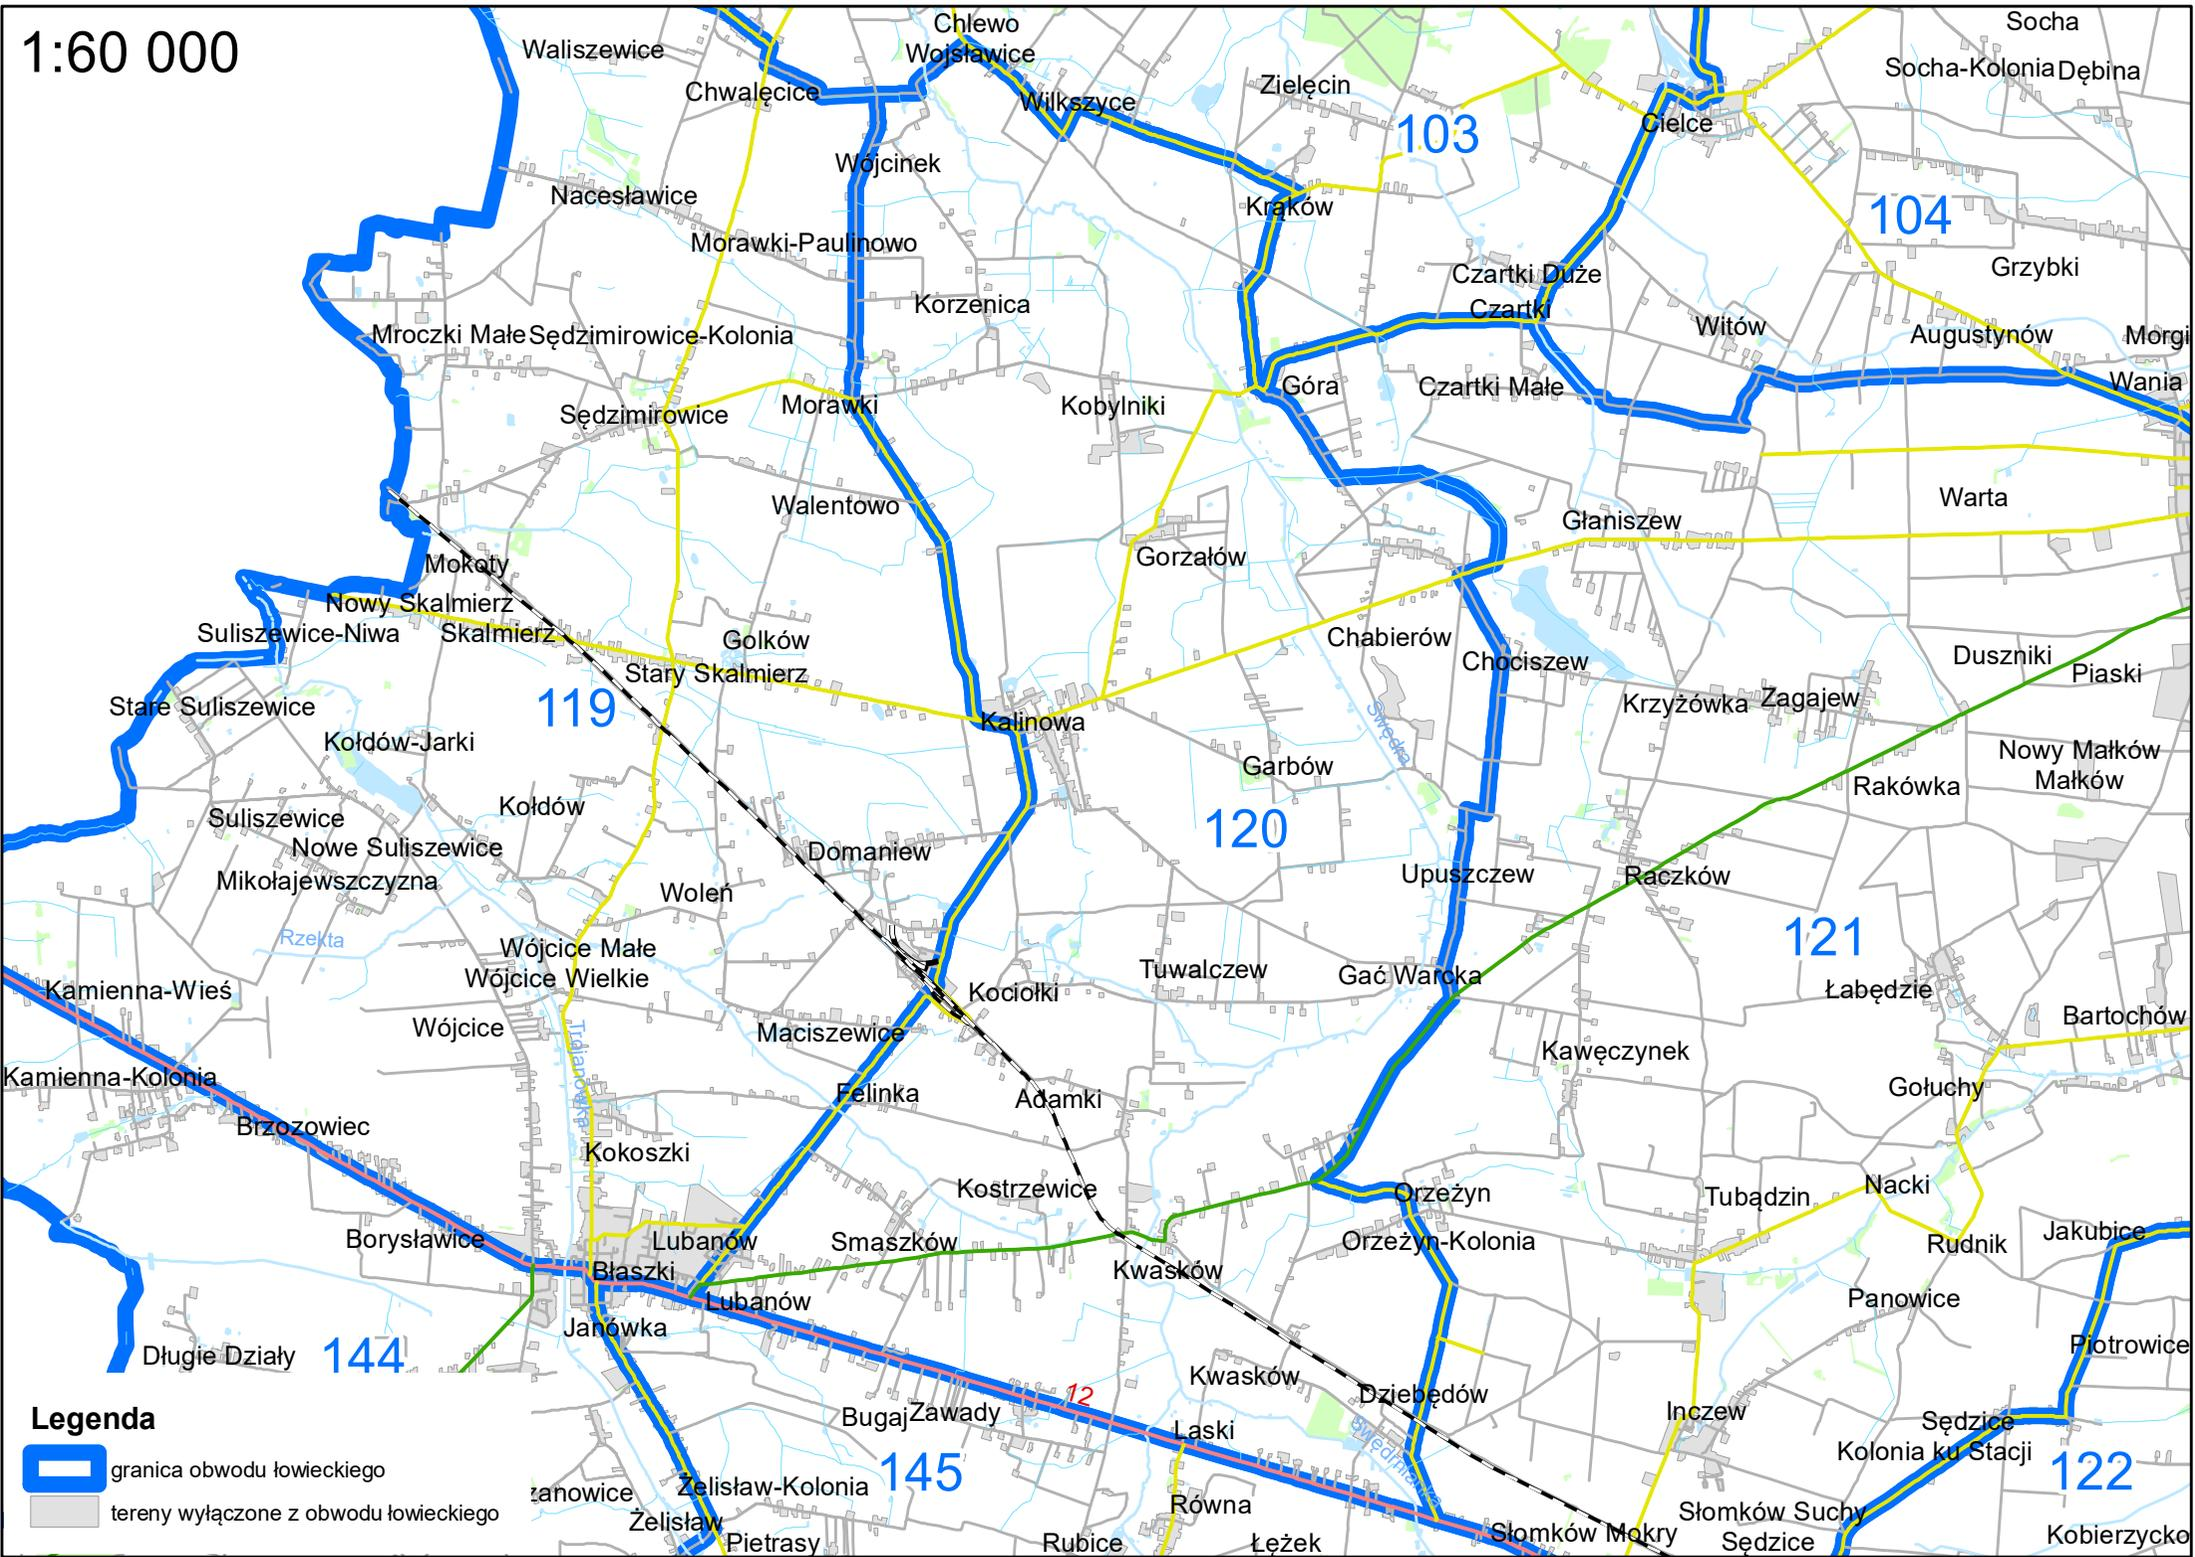 1:60 000
Chlewo
Socha
Waliszewice
Wojsławice
Socha-Kolonia
Dębina
Zielęcin
Chwalęcice
Wilkszyce
Cielce
103
Wójcinek
Nacesławice
Krąków
104
Morawki-Paulinowo
Grzybki
Czartki Duże
Korzenica
Czartki
Mroczki Małe
Sędzimirowice-Kolonia
Witów
Augustynów
Morgi
Góra
Czartki Małe
Wania
Sędzimirowice
Morawki
Kobylniki
Walentowo
Warta
Głaniszew
Mokoty
Gorzałów
Nowy Skalmierz
Suliszewice-Niwa
Skalmierz
Golków
Chabierów
Stary Skalmierz
Chociszew
Duszniki
Piaski
119
Stare Suliszewice
Kalinowa
Swędra
Krzyżówka
Zagajew
Kołdów-Jarki
Garbów
Nowy Małków
Małków
Rakówka
Kołdów
120
Suliszewice
Nowe Suliszewice
Domaniew
Mikołajewszczyzna
Woleń
Upuszczew
Raczków
121
Rzekta
Wójcice Małe
Wójcice Wielkie
Tuwalczew
Gać Warcka
Kamienna-Wieś
Kociołki
Łabędzie
Wójcice
Maciszewice
Bartochów
Trojanówka
Kawęczynek
Kamienna-Kolonia
Felinka
Adamki
Gołuchy
Brzozowiec
Kokoszki
Kostrzewice
Orzeżyn
Tubądzin
Nacki
Borysławice
Lubanów
Smaszków
Orzeżyn-Kolonia
Rudnik
Jakubice
Błaszki
Kwasków
Lubanów
Panowice
Janówka
Długie Działy
144
Piotrowice
Kwasków
12
Dziebędów
Bugaj
Zawady
Inczew
Laski
Sędzice
Kolonia ku Stacji
Legenda
granica obwodu łowieckiego
145
Swędrnia
122
Żelisław-Kolonia
zanowice
Równa
tereny wyłączone z obwodu łowieckiego
Żelisław
Pietrasy
Rubice
Łężek
Słomków Mokry
Słomków Suchy
Sędzice
Kobierzycko